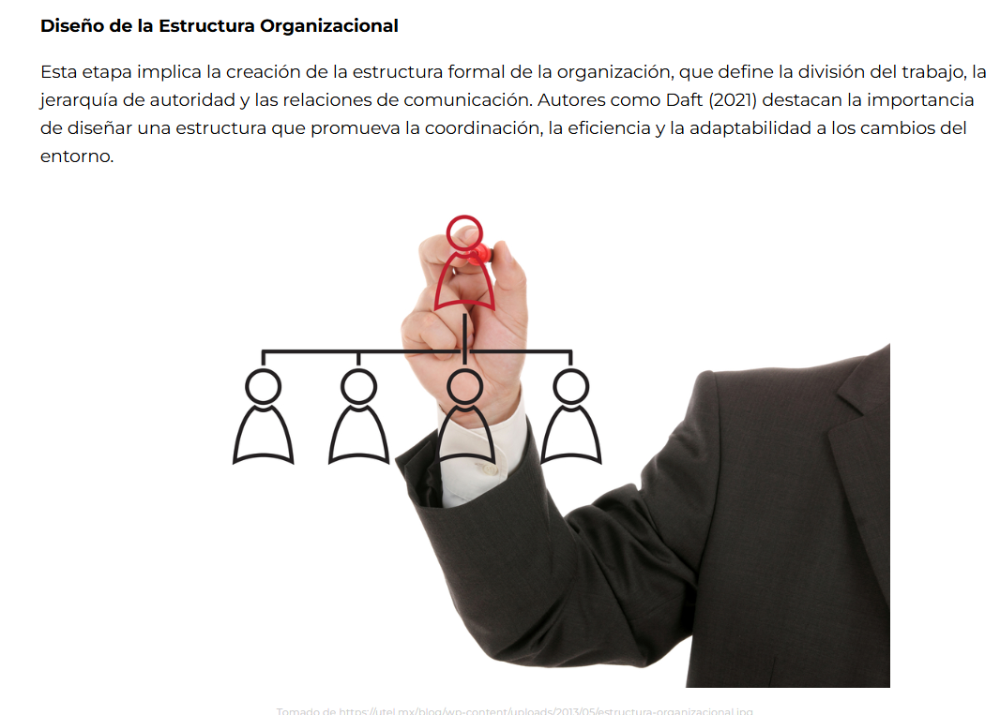 Diseño de la Estructura Organizacional
Esta etapa implica la creación de la estructura formal de la organización, que define la división del trabajo, la
jerarquía de autoridad y las relaciones de comunicación. Autores como Daft (2021) destacan la importancia
de diseñar una estructura que promueva la coordinación, la eficiencia y la adaptabilidad a los cambios del
entorno.
Tomado de https://utel.mx/blog/wp-content/uploads/2013/05/estructura-organizacional.jpg